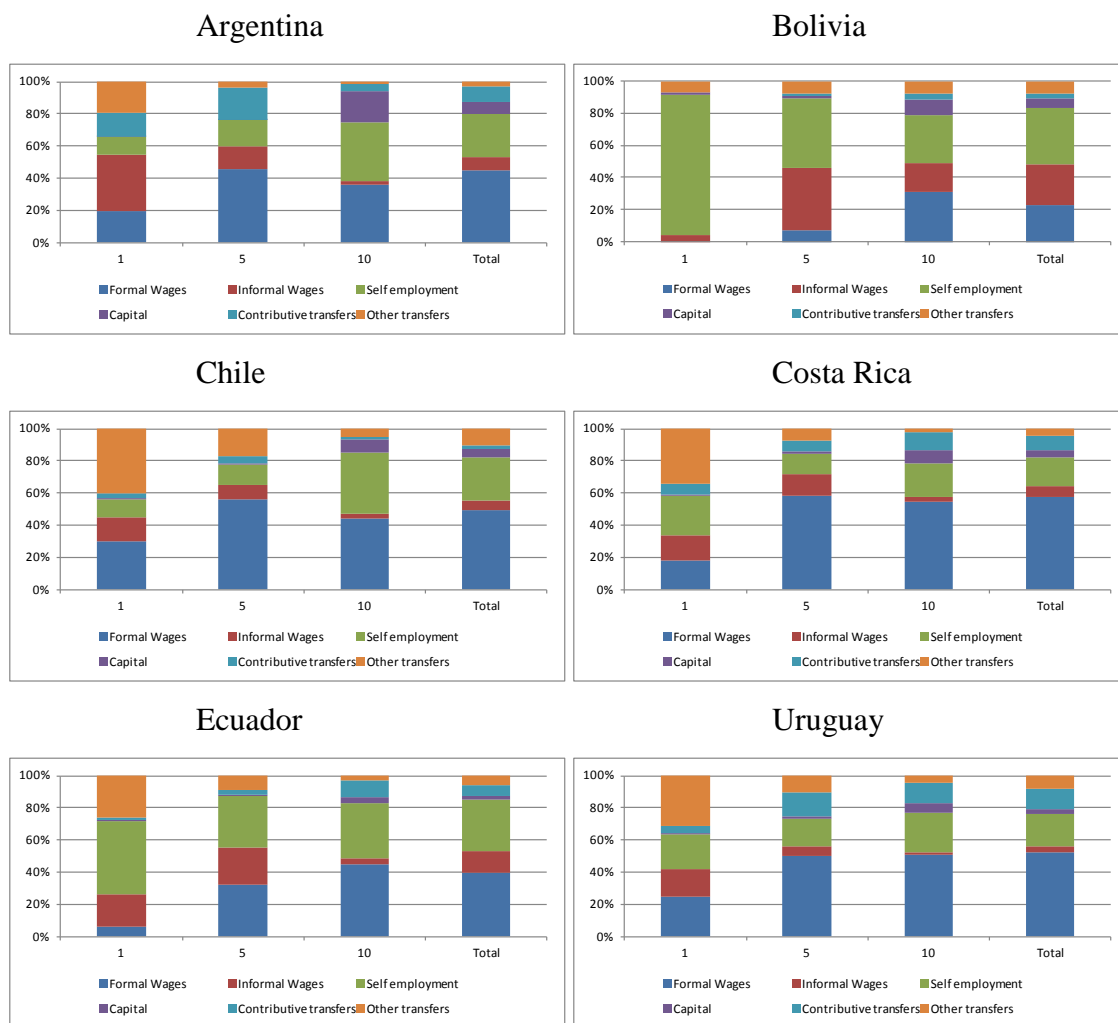 Argentina
100%
80%
60%
40%
20%
0%
1 5 10 Total
Formal Wages Informal Wages Self employment
Capital Contributive transfers Other transfers
Bolivia
100%
80%
60%
40%
20%
0%
1 5 10 Total
Formal Wages Informal Wages Self employment
Capital Contributive transfers Other transfers
Chile
100%
80%
60%
40%
20%
0%
1 5 10 Total
Formal Wages Informal Wages Self employment
Capital Contributive transfers Other transfers
Costa Rica
100%
80%
60%
40%
20%
0%
1 5 10 Total
Formal Wages Informal Wages Self employment
Capital Contributive transfers Other transfers
Ecuador
100%
80%
60%
40%
20%
0%
1 5 10 Total
Formal Wages Informal Wages Self employment
Capital Contributive transfers Other transfers
Uruguay
100%
80%
60%
40%
20%
0%
1 5 10 Total
Formal Wages Informal Wages Self employment
Capital Contributive transfers Other transfers